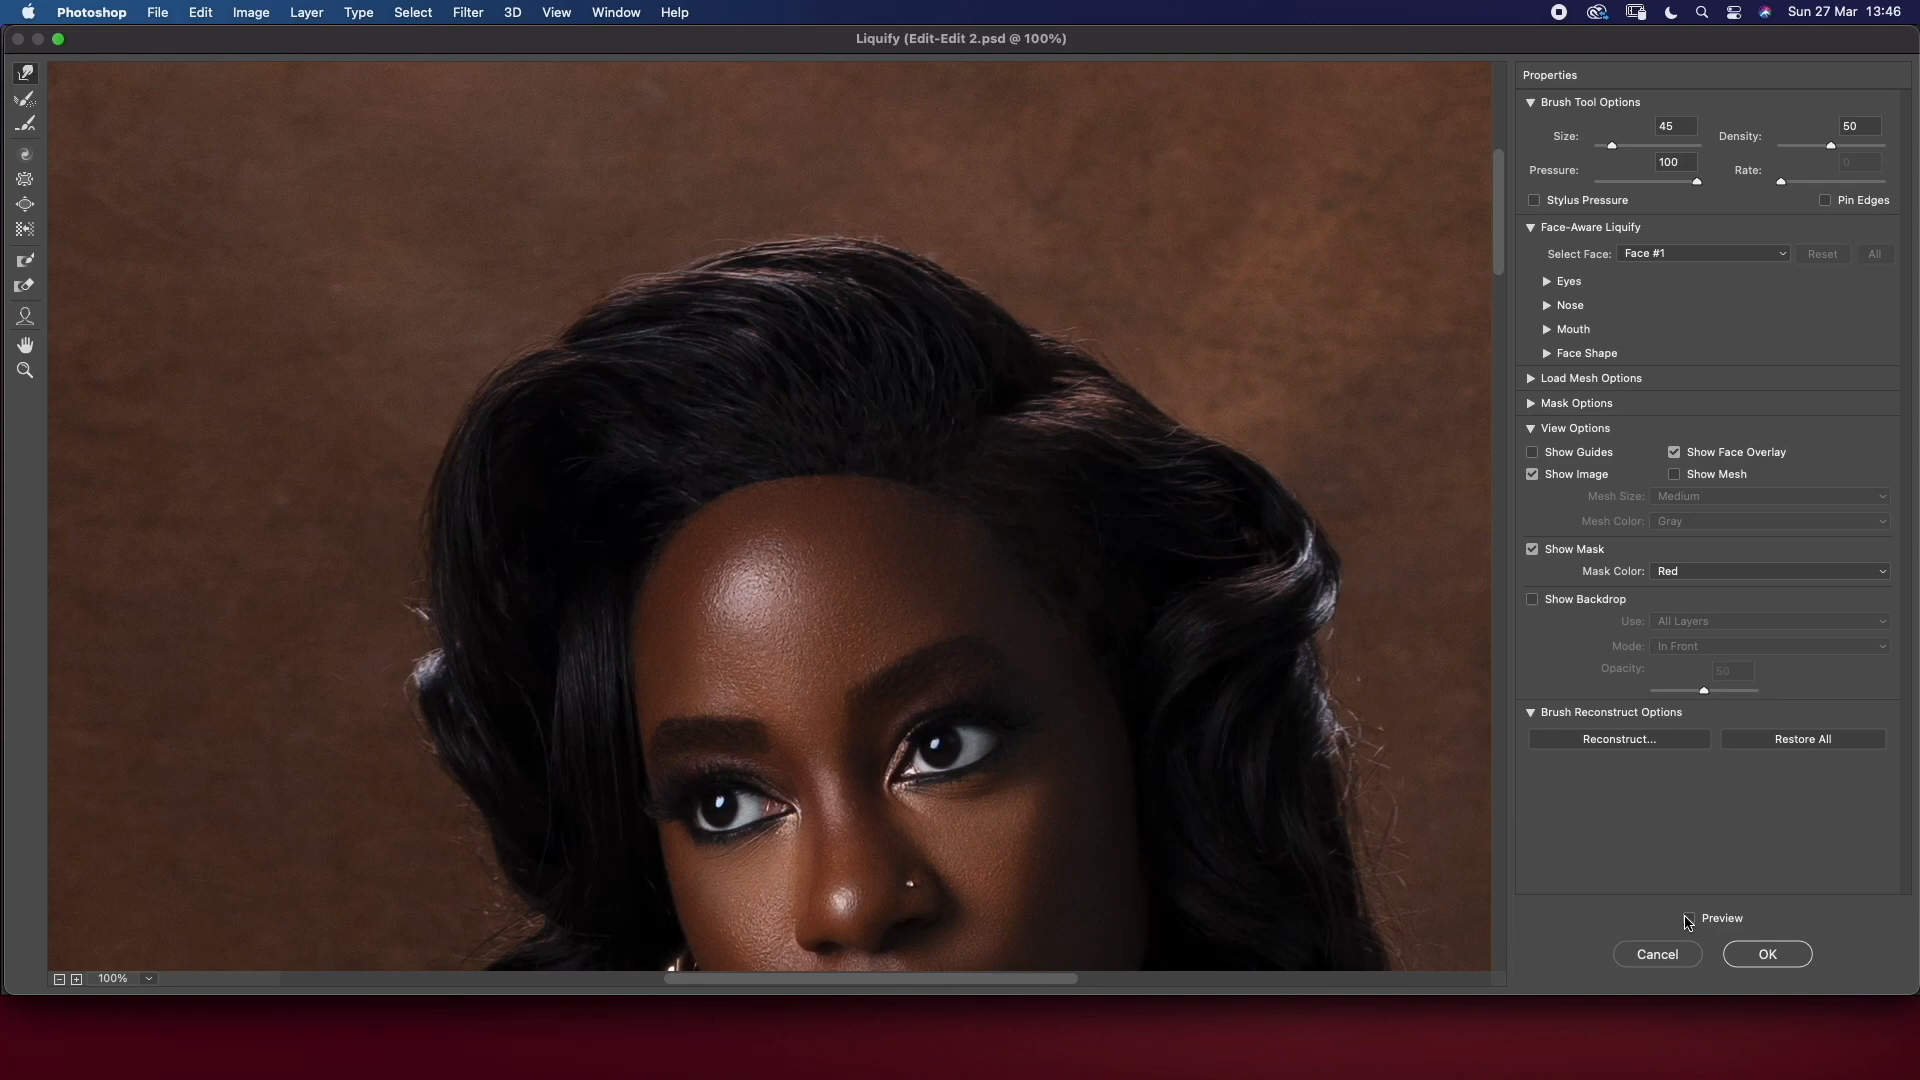 Photoshop File Edit Image Layer Type Select Filter 3D View Window Help Sun 27 Mar 13:46
Liquify (Edit-Edit 2.psd @ 100%)
Properties
Brush Tool Options
Size: 45 Density: 50
Pressure: 100 Rate: 0
Stylus Pressure Pin Edges
Face-Aware Liquify
Select Face: Face #1 Reset All
Eyes
Nose
Mouth
Face Shape
Load Mesh Options
Mask Options
View Options
Show Guides Show Face Overlay
Show Image Show Mesh
Mesh Size: Medium
Mesh Color: Gray
Show Mask
Mask Color: Red
Show Backdrop
Use: All Layers
Mode: In Front
Opacity: 50
Brush Reconstruct Options
Reconstruct... Restore All
Preview
Cancel OK
100%